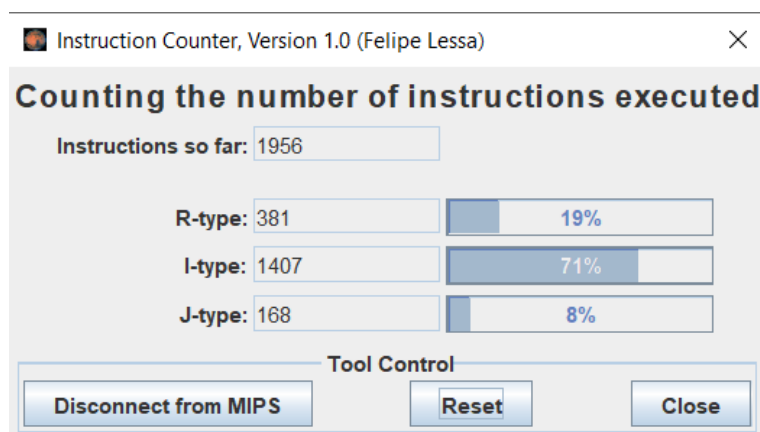 Instruction Counter, Version 1.0 (Felipe Lessa)
Counting the number of instructions executed
Instructions so far: 1956
R-type: 381 19%
I-type: 1407 71%
J-type: 168 8%
Tool Control
Disconnect from MIPS Reset Close